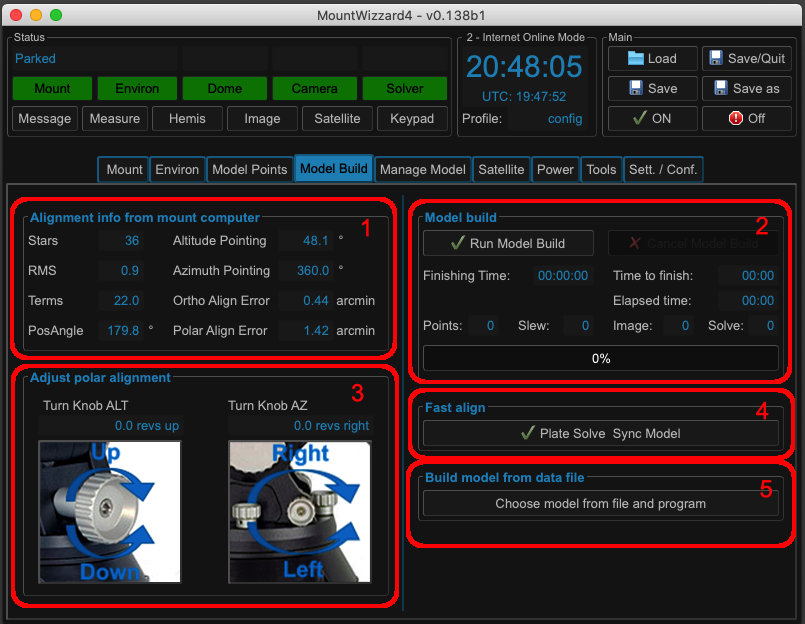 MountWizzard4 - v0.138b1
Status
Parked
Mount Environ Dome Camera Solver
Message Measure Hemis Image Satellite Keypad
2 - Internet Online Mode
20:48:05
UTC: 19:47:52
Profile: config
Main
Load Save/Quit
Save Save as
ON Off
Mount Environ Model Points Model Build Manage Model Satellite Power Tools Sett. / Conf.
Alignment info from mount computer 1
Stars 36 Altitude Pointing 48.1 °
RMS 0.9 Azimuth Pointing 360.0 °
Terms 22.0 Ortho Align Error 0.44 arcmin
PosAngle 179.8 ° Polar Align Error 1.42 arcmin
Model build 2
Run Model Build Cancel Model Build
Finishing Time: 00:00:00 Time to finish: 00:00
Elapsed time: 00:00
Points: 0 Slew: 0 Image: 0 Solve: 0
0%
Adjust polar alignment 3
Turn Knob ALT Turn Knob AZ
0.0 revs up 0.0 revs right
Up Right
Down Left
Fast align 4
Plate Solve Sync Model
Build model from data file 5
Choose model from file and program